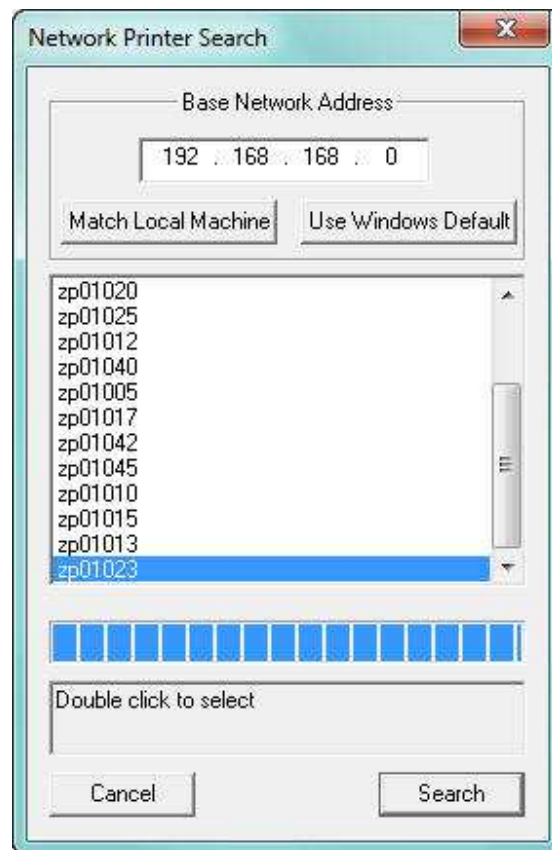 Network Printer Search
Base Network Address
192 . 168 . 168 . 0
Match Local Machine Use Windows Default
zp01020
zp01025
zp01012
zp01040
zp01005
zp01017
zp01042
zp01045
zp01010
zp01015
zp01013
zp01023
Double click to select
Cancel Search